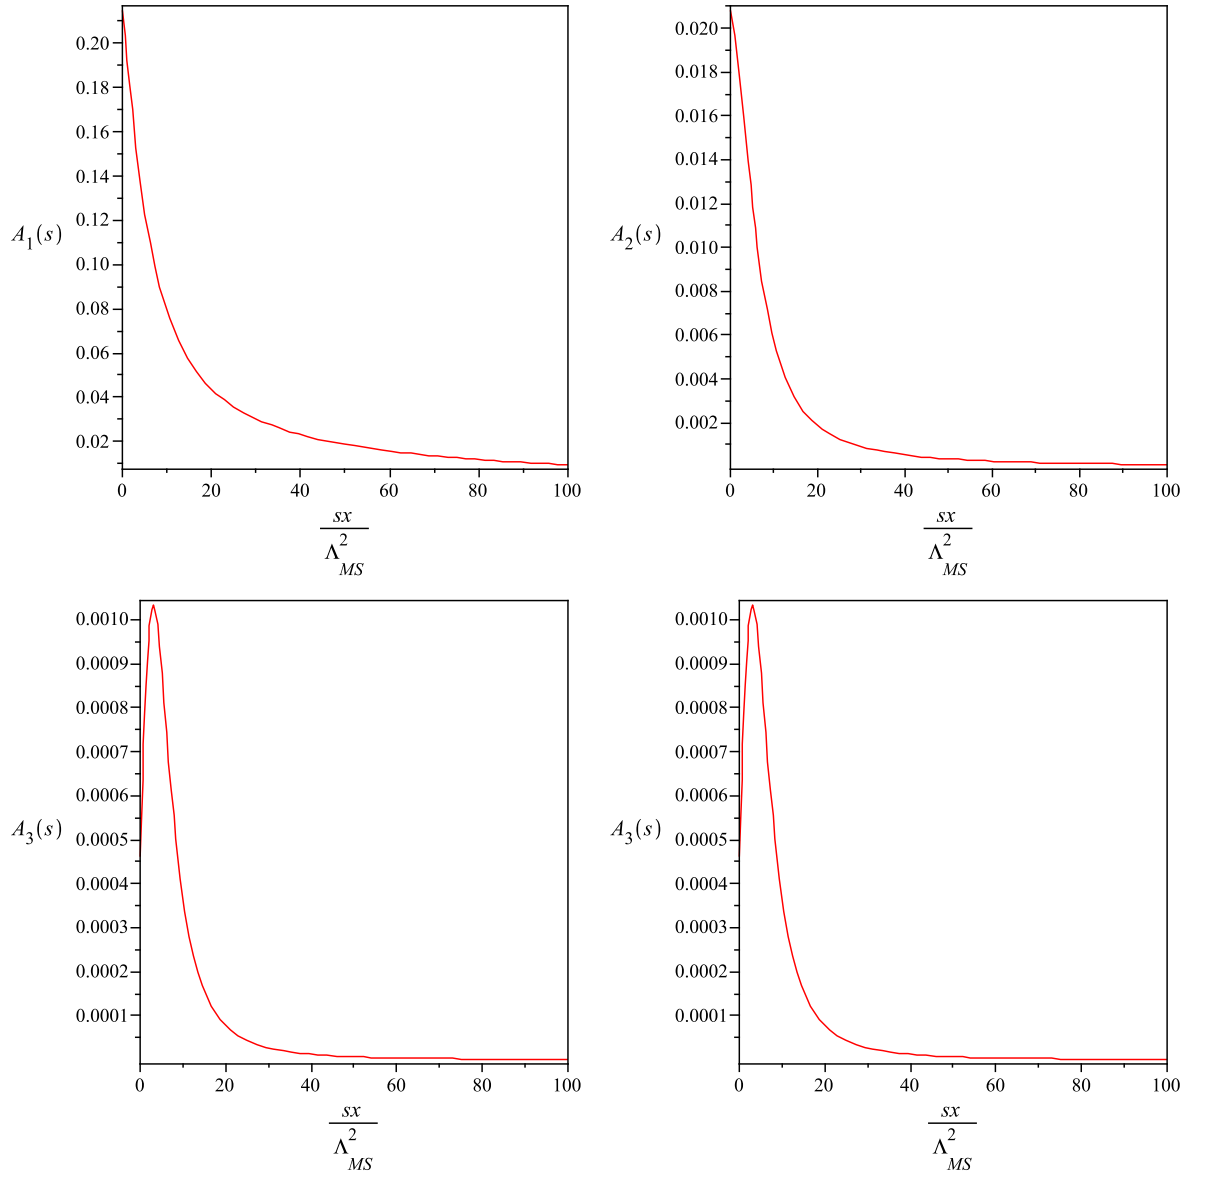 0.20
0.18
0.16
0.14
0.12
A₁(s)
0.10
0.08
0.06
0.04
0.02
0 20 40 60 80 100
sx
Λ²
MS
0.020
0.018
0.016
0.014
0.012
A₂(s)
0.010
0.008
0.006
0.004
0.002
0 20 40 60 80 100
sx
Λ²
MS
0.0010
0.0009
0.0008
0.0007
0.0006
A₃(s)
0.0005
0.0004
0.0003
0.0002
0.0001
0 20 40 60 80 100
sx
Λ²
MS
0.0010
0.0009
0.0008
0.0007
0.0006
A₃(s)
0.0005
0.0004
0.0003
0.0002
0.0001
0 20 40 60 80 100
sx
Λ²
MS